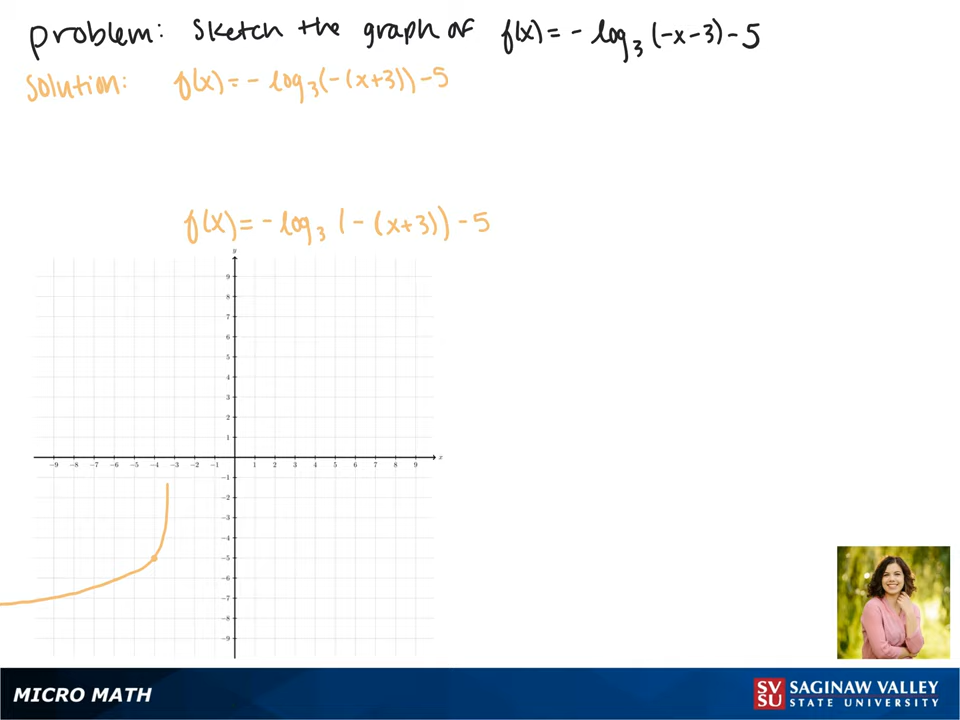 problem: sketch the graph of f(x) = - log₃ (-x-3) - 5
solution: f(x) = - log₃ (-(x+3)) - 5
f(x) = - log₃ (-(x+3)) - 5
y
9
8
7
6
5
4
3
2
1
-9 -8 -7 -6 -5 -4 -3 -2 -1 1 2 3 4 5 6 7 8 9 x
-1
-2
-3
-4
-5
-6
-7
-8
-9
MICRO MATH
SV SU
SAGINAW VALLEY
STATE UNIVERSITY